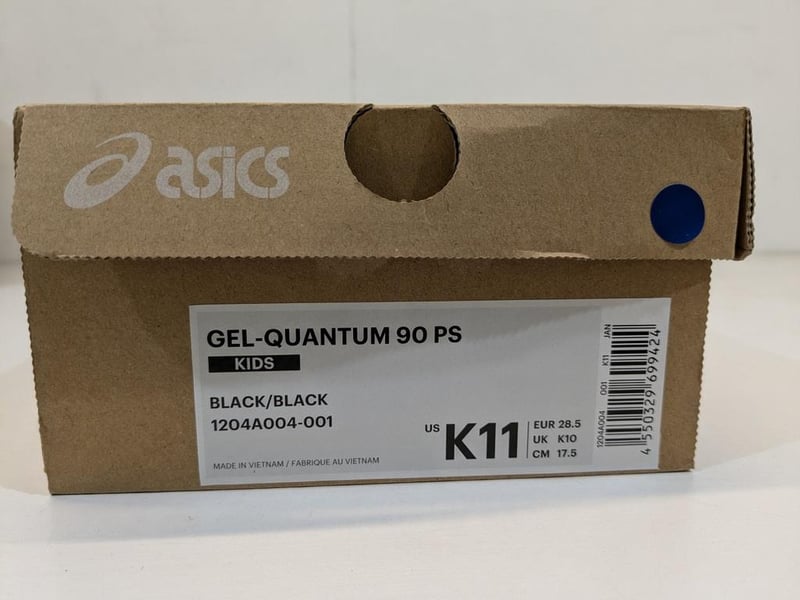 asics
GEL-QUANTUM 90 PS
KIDS
BLACK/BLACK
1204A004-001
MADE IN VIETNAM / FABRIQUE AU VIETNAM
US K11
EUR 28.5
UK K10
CM 17.5
1204A004 001 K11 JAN
4 550329 699424